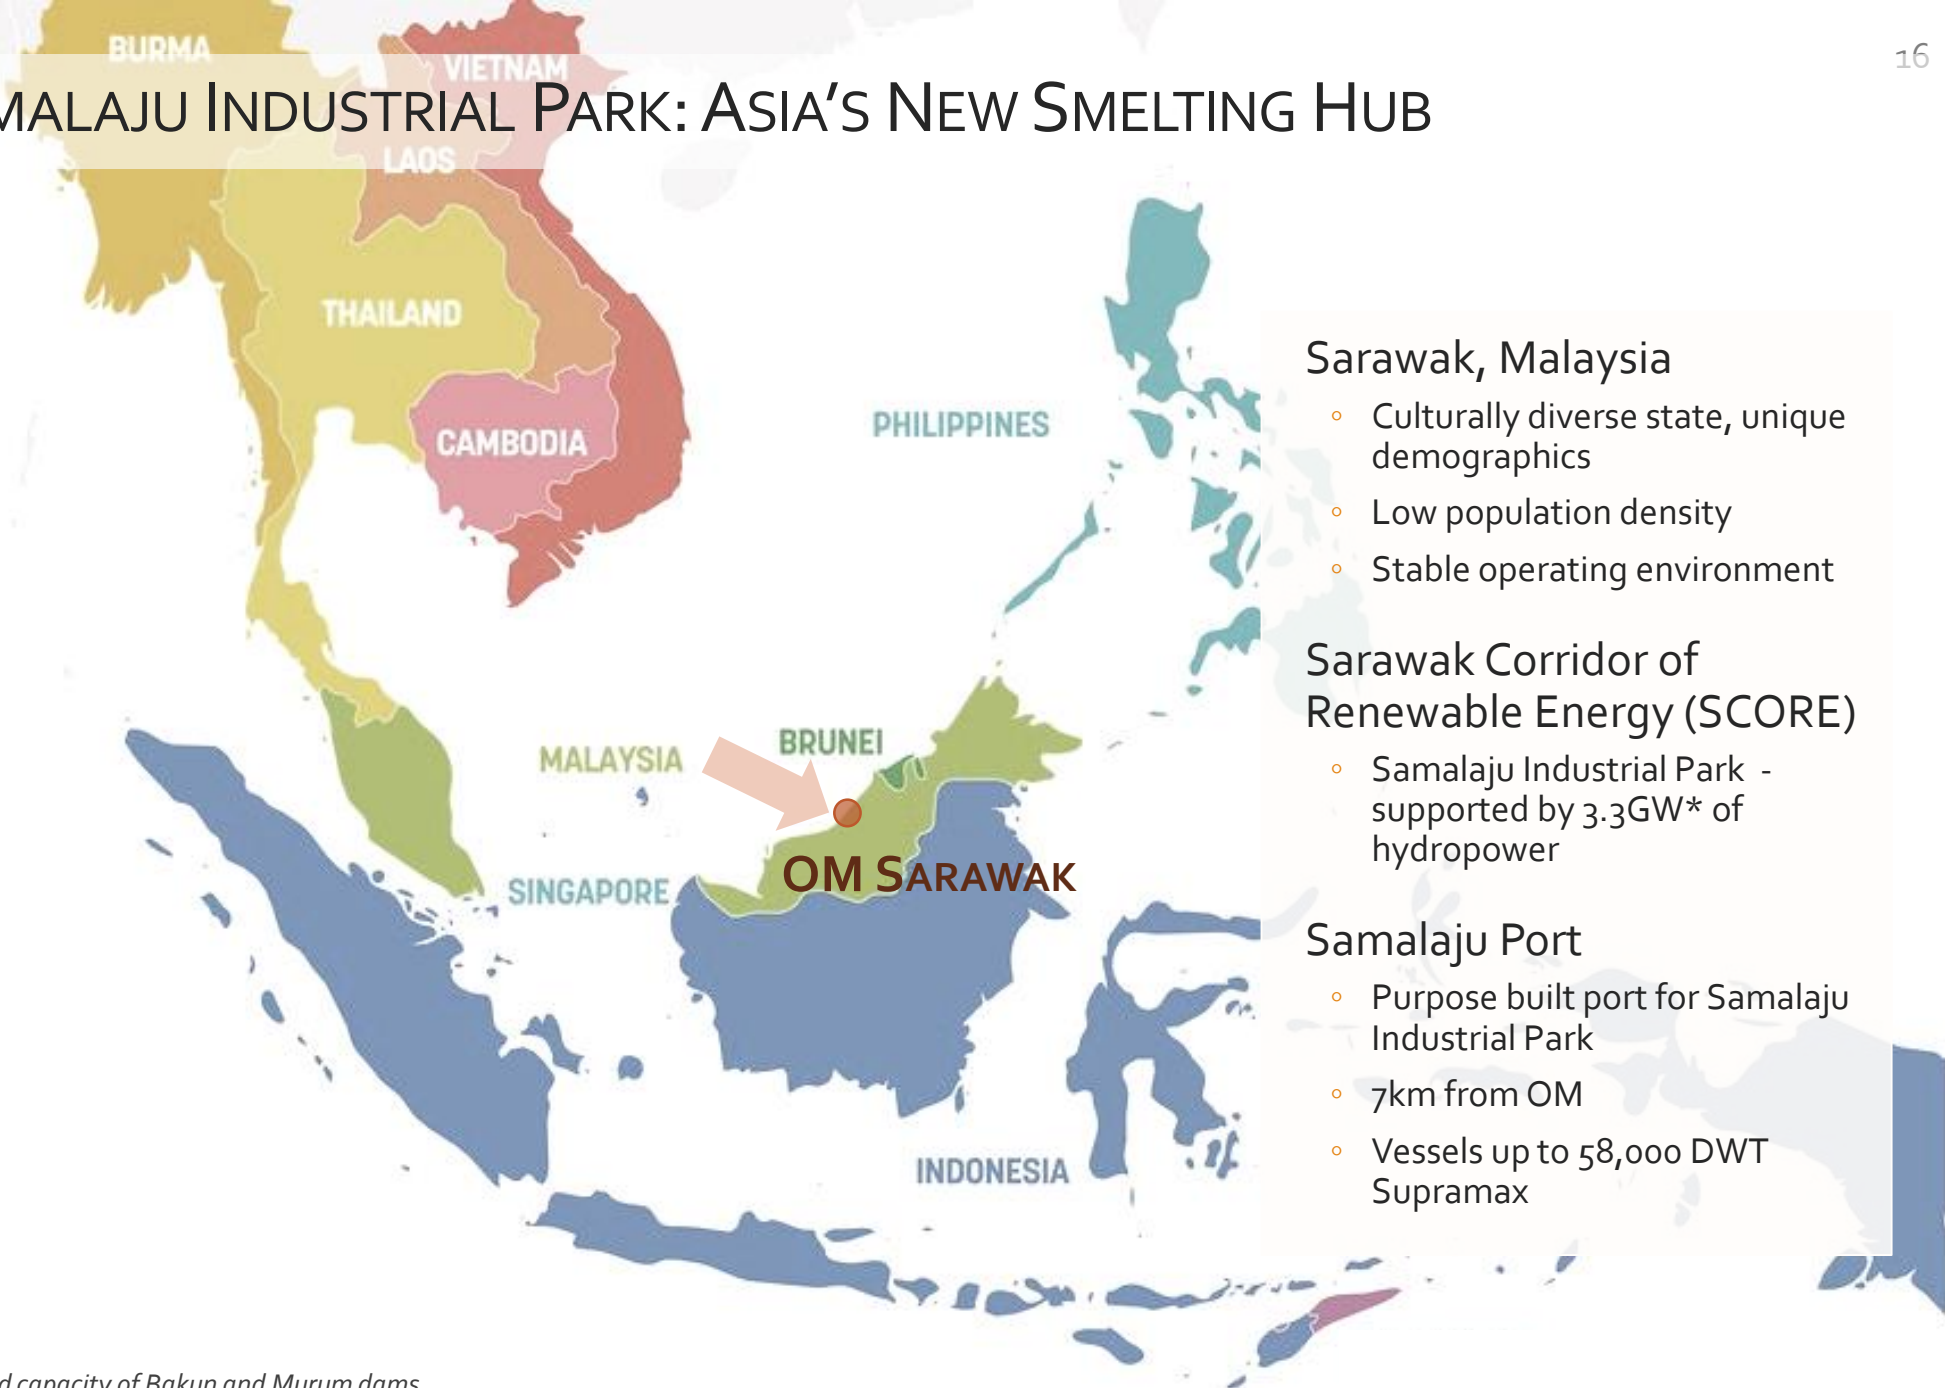 16
MALAJU INDUSTRIAL PARK: ASIA'S NEW SMELTING HUB
BURMA
VIETNAM
LAOS
THAILAND
CAMBODIA
PHILIPPINES
MALAYSIA
BRUNEI
SINGAPORE
OM SARAWAK
INDONESIA
Sarawak, Malaysia
◦ Culturally diverse state, unique
demographics
◦ Low population density
◦ Stable operating environment
Sarawak Corridor of
Renewable Energy (SCORE)
◦ Samalaju Industrial Park -
supported by 3.3GW* of
hydropower
Samalaju Port
◦ Purpose built port for Samalaju
Industrial Park
◦ 7km from OM
◦ Vessels up to 58,000 DWT
Supramax
d capacity of Bakun and Murum dams